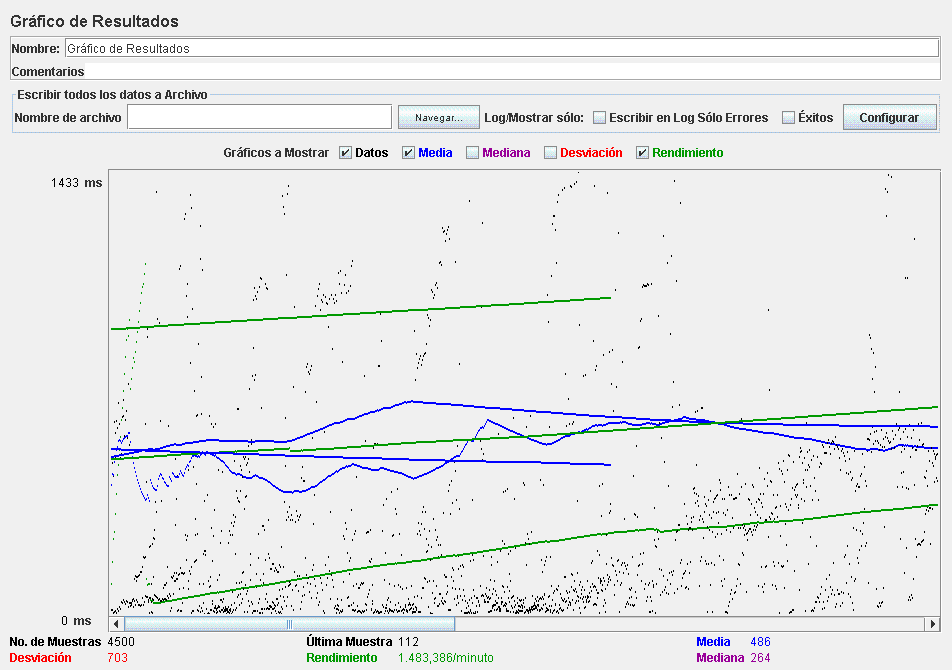 Gráfico de Resultados
Nombre: Gráfico de Resultados
Comentarios
Escribir todos los datos a Archivo
Nombre de archivo Navegar... Log/Mostrar sólo: Escribir en Log Sólo Errores Éxitos Configurar
Gráficos a Mostrar Datos Media Mediana Desviación Rendimiento
1433 ms
0 ms
No. de Muestras 4500 Última Muestra 112 Media 486
Desviación 703 Rendimiento 1.483,386/minuto Mediana 264